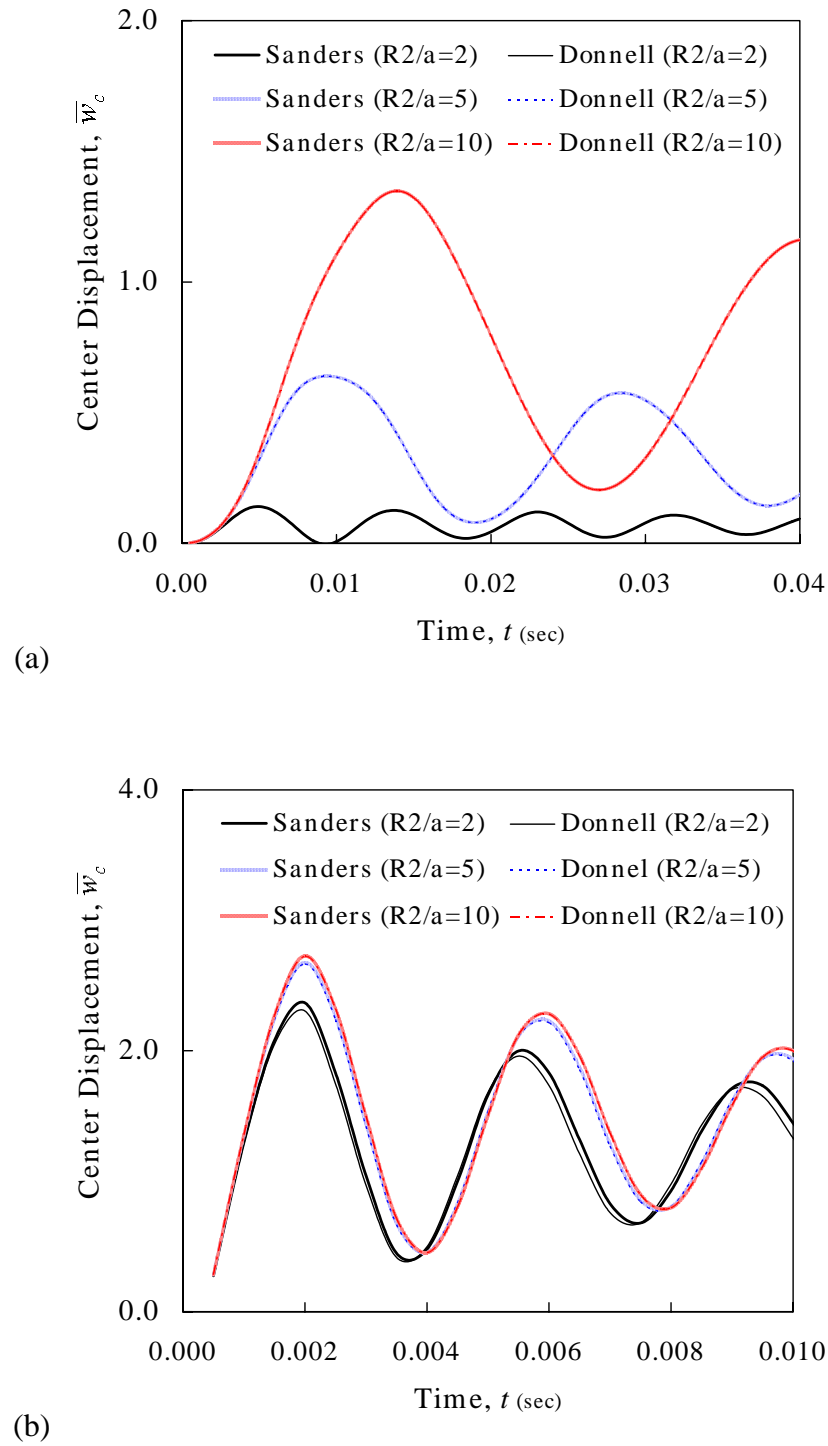 2.0
Sanders (R2/a=2) Donnell (R2/a=2)
Sanders (R2/a=5) Donnell (R2/a=5)
Sanders (R2/a=10) Donnell (R2/a=10)
Center Displacement, w̅_c
1.0
0.0
0.00 0.01 0.02 0.03 0.04
Time, t (sec)
(a)
4.0
Sanders (R2/a=2) Donnell (R2/a=2)
Sanders (R2/a=5) Donnel (R2/a=5)
Sanders (R2/a=10) Donnell (R2/a=10)
Center Displacement, w̅_c
2.0
0.0
0.000 0.002 0.004 0.006 0.008 0.010
Time, t (sec)
(b)